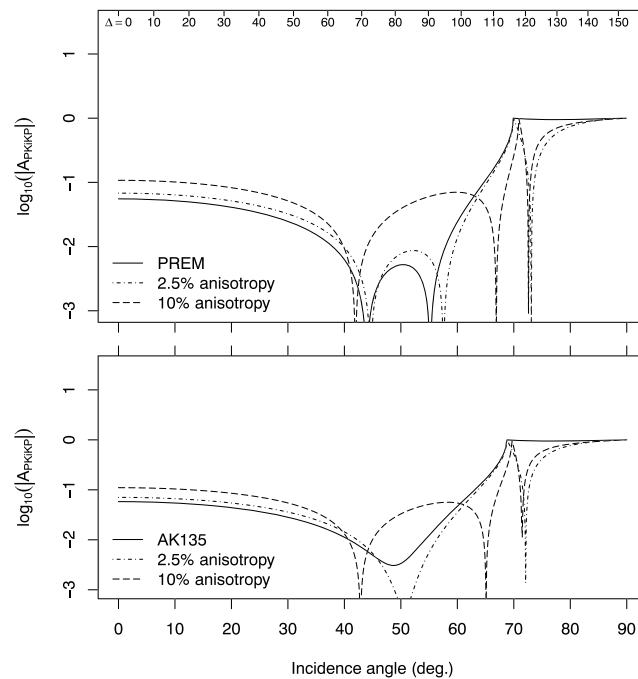 Δ = 0 10 20 30 40 50 60 70 80 90 100 110 120 130 140 150
1
0
−1
−2
−3
log10(|APKiKP|)
PREM
2.5% anisotropy
10% anisotropy
1
0
−1
−2
−3
log10(|APKiKP|)
AK135
2.5% anisotropy
10% anisotropy
0 10 20 30 40 50 60 70 80 90
Incidence angle (deg.)